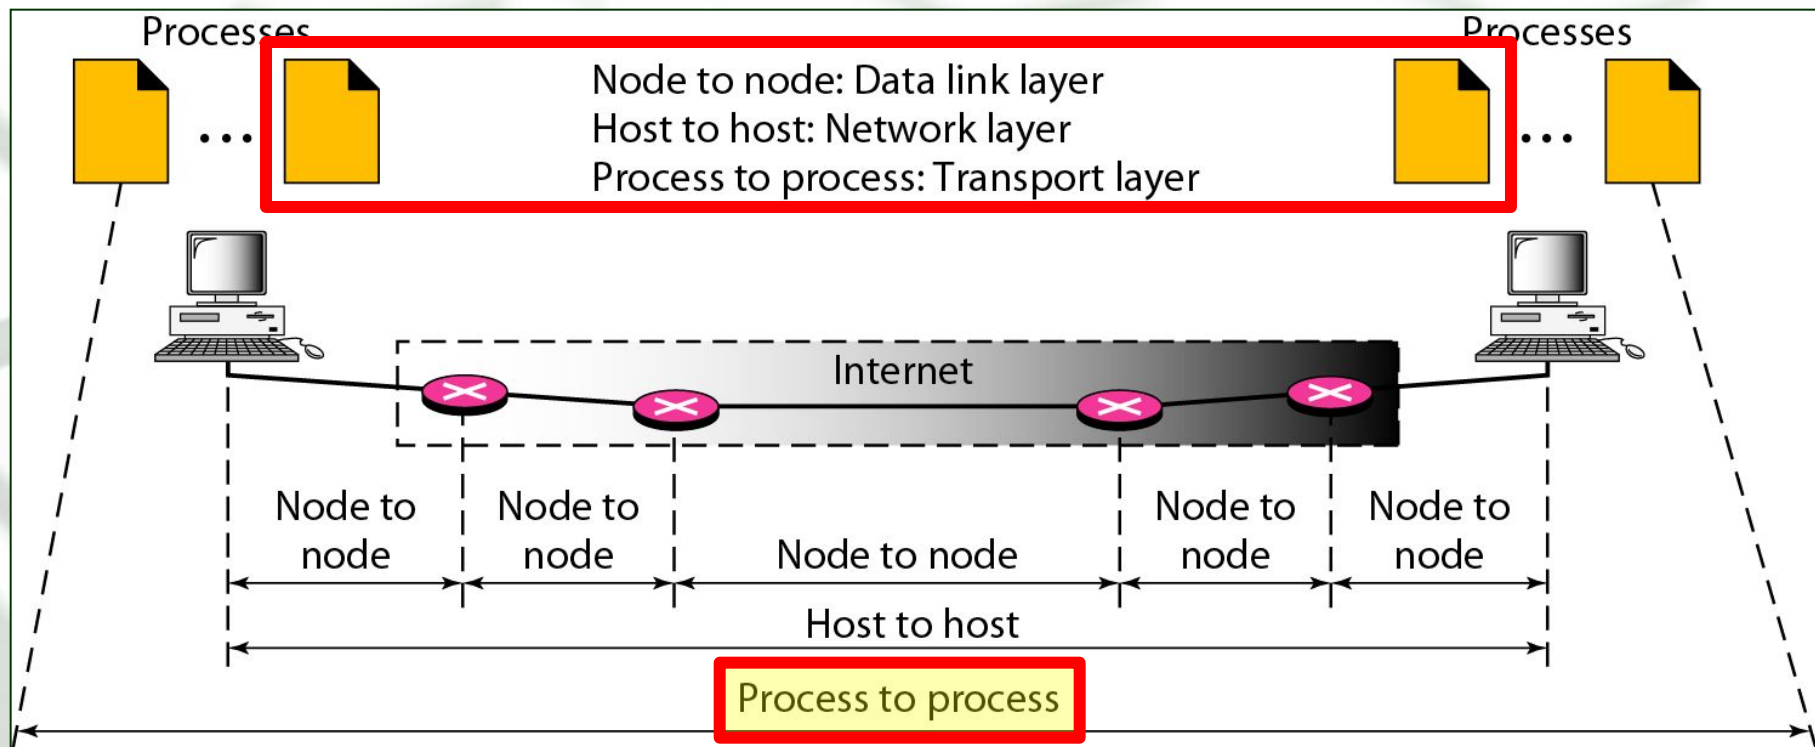 Processes
Processes
Node to node: Data link layer
Host to host: Network layer
Process to process: Transport layer
...
...
Internet
Node to
node
Node to
node
Node to node
Node to
node
Node to
node
Host to host
Process to process